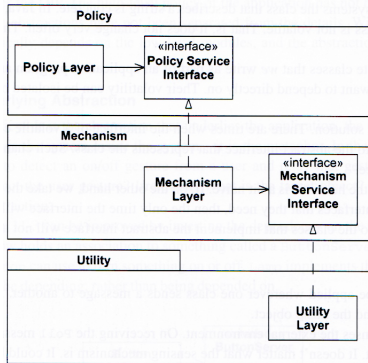 Policy
«interface»
Policy Layer
Policy Service
Interface
Mechanism
«interface»
Mechanism
Layer
Mechanism
Service
Interface
Utility
Utility
Layer